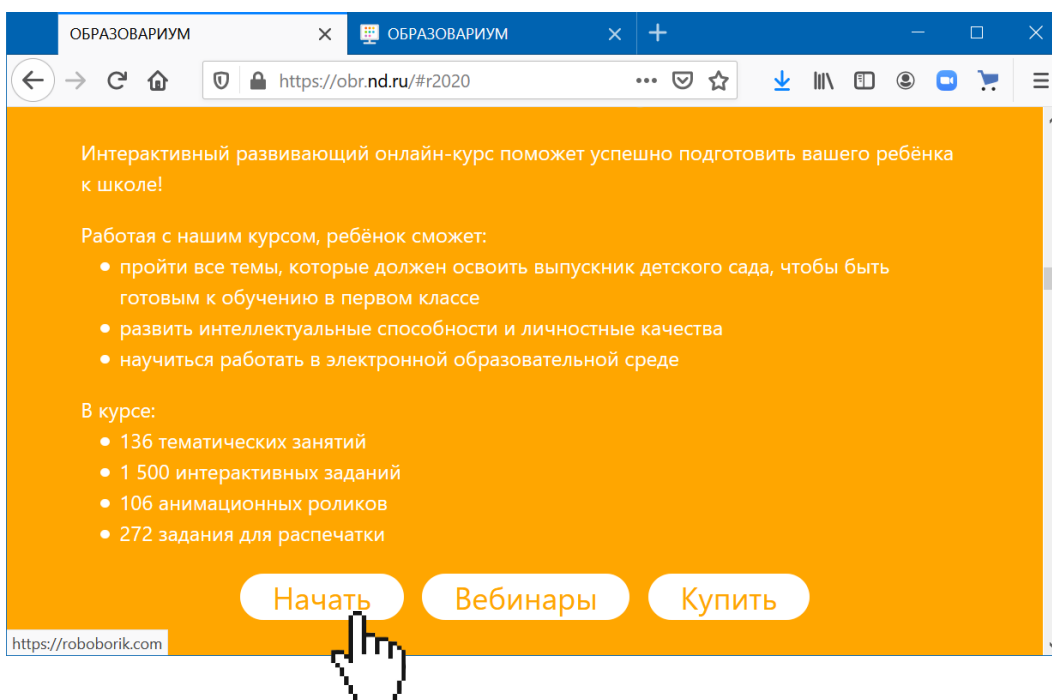 ОБРАЗОВАРИУМ
ОБРАЗОВАРИУМ
https://obr.nd.ru/#r2020
Интерактивный развивающий онлайн-курс поможет успешно подготовить вашего ребёнка
к школе!
Работая с нашим курсом, ребёнок сможет:
пройти все темы, которые должен освоить выпускник детского сада, чтобы быть
готовым к обучению в первом классе
развить интеллектуальные способности и личностные качества
научиться работать в электронной образовательной среде
В курсе:
136 тематических занятий
1 500 интерактивных заданий
106 анимационных роликов
272 задания для распечатки
Начать Вебинары Купить
https://roboborik.com